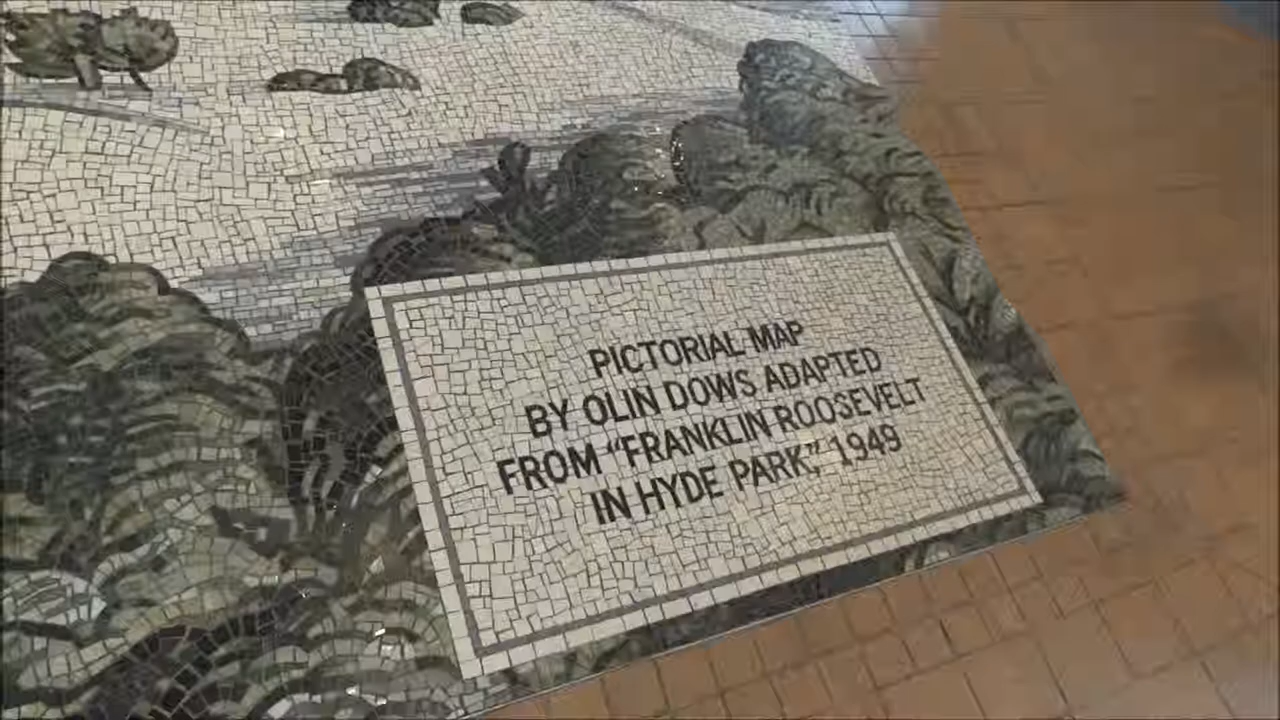 PICTORIAL MAP
BY OLIN DOWS ADAPTED
FROM “FRANKLIN ROOSEVELT
IN HYDE PARK,” 1949